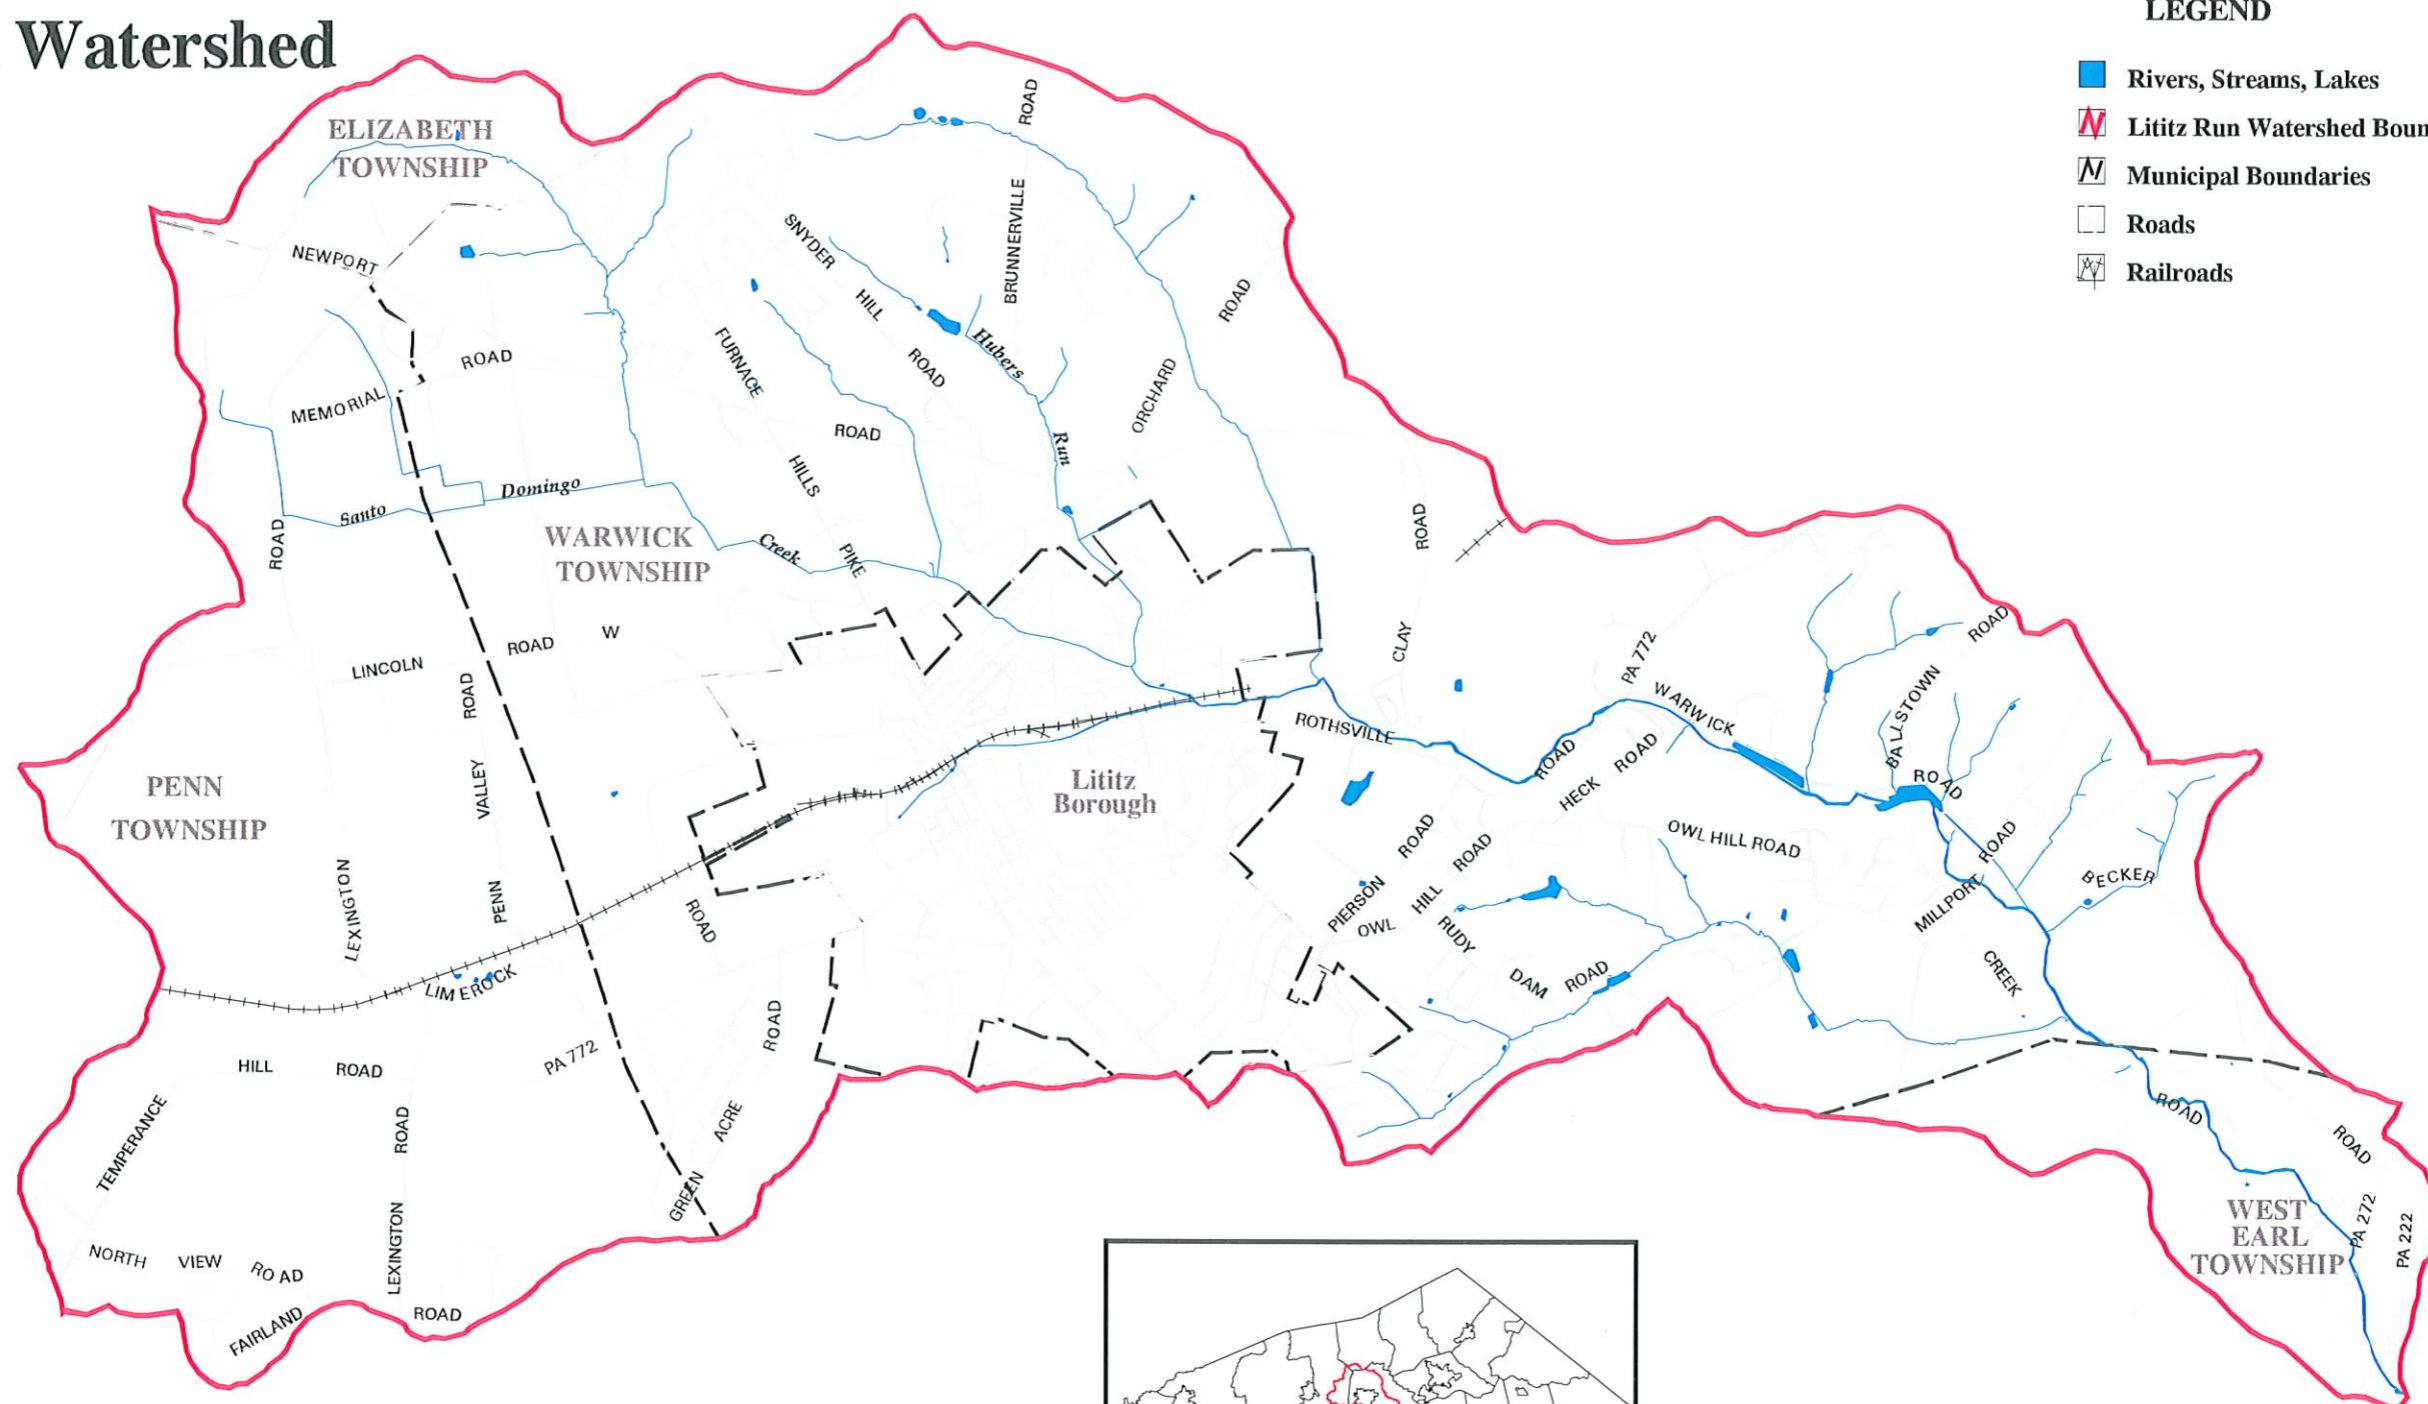 Watershed
LEGEND
Rivers, Streams, Lakes
Lititz Run Watershed Boun
Municipal Boundaries
Roads
Railroads
ELIZABETH
TOWNSHIP
ROAD
NEWPORT
SNYDER
HILL
ROAD
BRUNNERVILLE
ROAD
Hubers
Run
FURNACE
HILLS
PIKE
ROAD
ORCHARD
MEMORIAL
ROAD
Santo
Domingo
Creek
ROAD
WARWICK
TOWNSHIP
ROAD
CLAY
PA 772
ROAD
LINCOLN
ROAD
W
ROAD
VALLEY
PENN
WARWICK
BALLSTOWN
ROAD
ROTHSVILLE
ROAD
HECK
ROAD
PENN
TOWNSHIP
Lititz
Borough
OWL HILL ROAD
ROAD
MILLPORT
BECKER
PIERSON
ROAD
OWL
HILL
ROAD
RUDY
DAM
ROAD
CREEK
LEXINGTON
ROAD
LIMEROCK
HILL
ROAD
PA 772
ROAD
TEMPERANCE
ROAD
LEXINGTON
ACRE
GREEN
ROAD
ROAD
NORTH
VIEW
ROAD
FAIRLAND
ROAD
WEST
EARL
TOWNSHIP
PA 272
PA 222